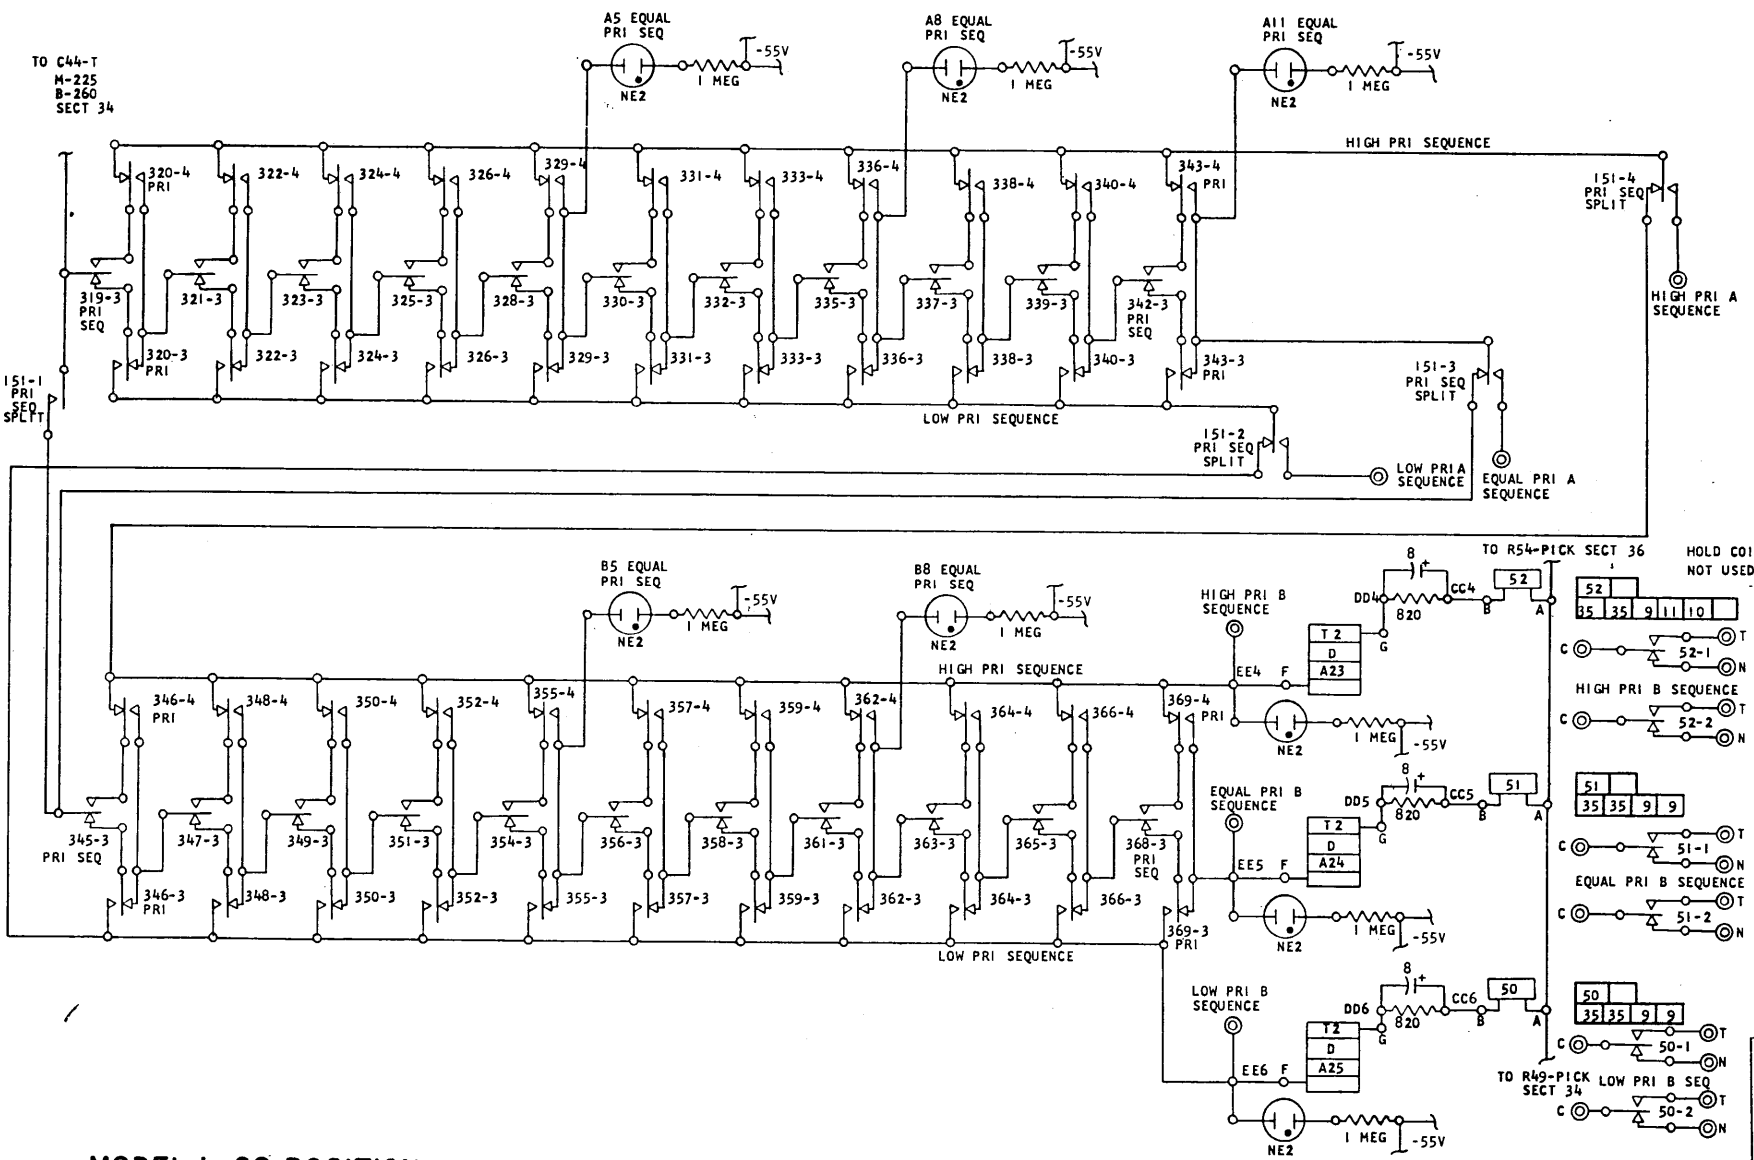 A5 EQUAL
PRI SEQ
A8 EQUAL
PRI SEQ
A11 EQUAL
PRI SEQ
TO C44-T
M-225
B-260
SECT 34
-55V
-55V
-55V
1 MEG
1 MEG
1 MEG
NE2
NE2
NE2
HIGH PRI SEQUENCE
320-4
PRI
322-4
324-4
326-4
329-4
331-4
333-4
336-4
338-4
340-4
343-4
PRI
151-4
PRI SEQ
SPLIT
319-3
PRI
SEQ
321-3
323-3
325-3
328-3
330-3
332-3
335-3
337-3
339-3
342-3
PRI
SEQ
HIGH PRI A
SEQUENCE
320-3
PRI
322-3
324-3
326-3
329-3
331-3
333-3
336-3
338-3
340-3
343-3
PRI
151-1
PRI
SEQ
SPLIT
151-3
PRI SEQ
SPLIT
LOW PRI SEQUENCE
151-2
PRI SEQ
SPLIT
LOW PRI A
SEQUENCE
EQUAL PRI A
SEQUENCE
B5 EQUAL
PRI SEQ
B8 EQUAL
PRI SEQ
-55V
-55V
1 MEG
1 MEG
NE2
NE2
TO R54-PICK SECT 36
HOLD COI
NOT USED
HIGH PRI B
SEQUENCE
8
+
DD4
820
CC4
B
52
A
52
35 35 9 11 10
T2
D
A23
G
EE4
F
C
52-1
T
N
HIGH PRI B SEQUENCE
C
52-2
T
N
NE2
1 MEG
-55V
HIGH PRI SEQUENCE
346-4
PRI
348-4
350-4
352-4
355-4
357-4
359-4
362-4
364-4
366-4
369-4
PRI
345-3
PRI SEQ
347-3
349-3
351-3
354-3
356-3
358-3
361-3
363-3
365-3
368-3
PRI
SEQ
346-3
PRI
348-3
350-3
352-3
355-3
357-3
359-3
362-3
364-3
366-3
369-3
PRI
LOW PRI SEQUENCE
EQUAL PRI B
SEQUENCE
8
+
DD5
820
CC5
B
51
A
51
35 35 9 9
T2
D
A24
G
EE5
F
C
51-1
T
N
EQUAL PRI B SEQUENCE
C
51-2
T
N
NE2
1 MEG
-55V
LOW PRI B
SEQUENCE
8
+
DD6
820
CC6
B
50
A
50
35 35 9 9
T2
D
A25
G
EE6
F
C
50-1
T
N
TO R49-PICK
SECT 34
LOW PRI B SEQ
C
50-2
T
N
NE2
1 MEG
-55V